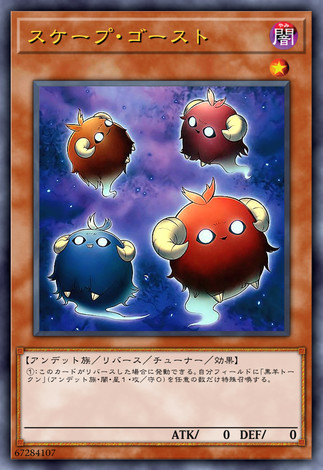 スケープ・ゴースト
やみ
闇
【アンデット族／リバース／チューナー／効果】
①：このカードがリバースした場合に発動できる。自分フィールドに「黒羊トー
クン」（アンデット族・闇・星１・攻／守０）を任意の数だけ特殊召喚する。
ATK/ 0 DEF/ 0
67284107